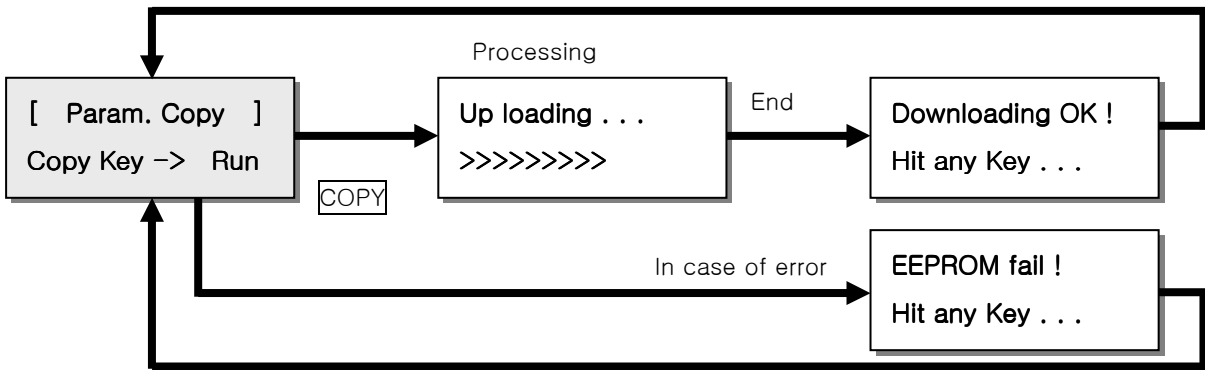 Processing
[ Param. Copy ]
Copy Key -> Run
Up loading . . .
>>>>>>>>>
End
Downloading OK !
Hit any Key . . .
COPY
In case of error
EEPROM fail !
Hit any Key . . .